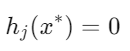 h_j(x^*) = 0